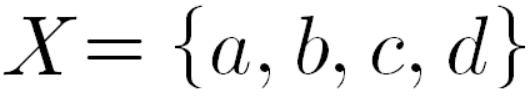 X = {a, b, c, d}